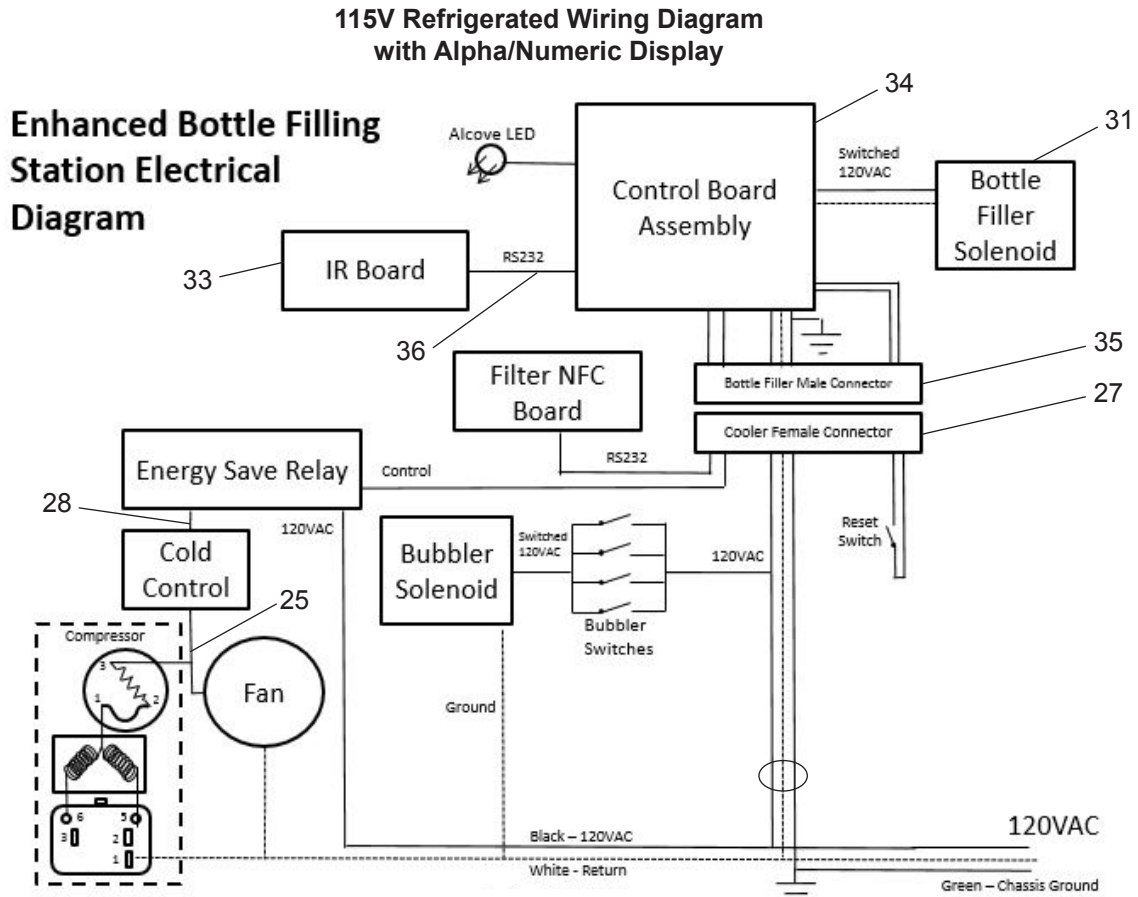 115V Refrigerated Wiring Diagram
with Alpha/Numeric Display
Enhanced Bottle Filling
Station Electrical
Diagram
34
31
Alcove LED
Switched
120VAC
Control Board
Assembly
Bottle
Filler
Solenoid
33
IR Board
RS232
36
35
Filter NFC
Board
Bottle Filler Male Connector
27
Cooler Female Connector
Energy Save Relay
Control
RS232
28
120VAC
Cold
Control
Bubbler
Solenoid
Switched
120VAC
120VAC
Reset
Switch
25
Bubbler
Switches
Compressor
3
1
2
Fan
Ground
6
5
3
2
1
Black – 120VAC
120VAC
White - Return
Green – Chassis Ground